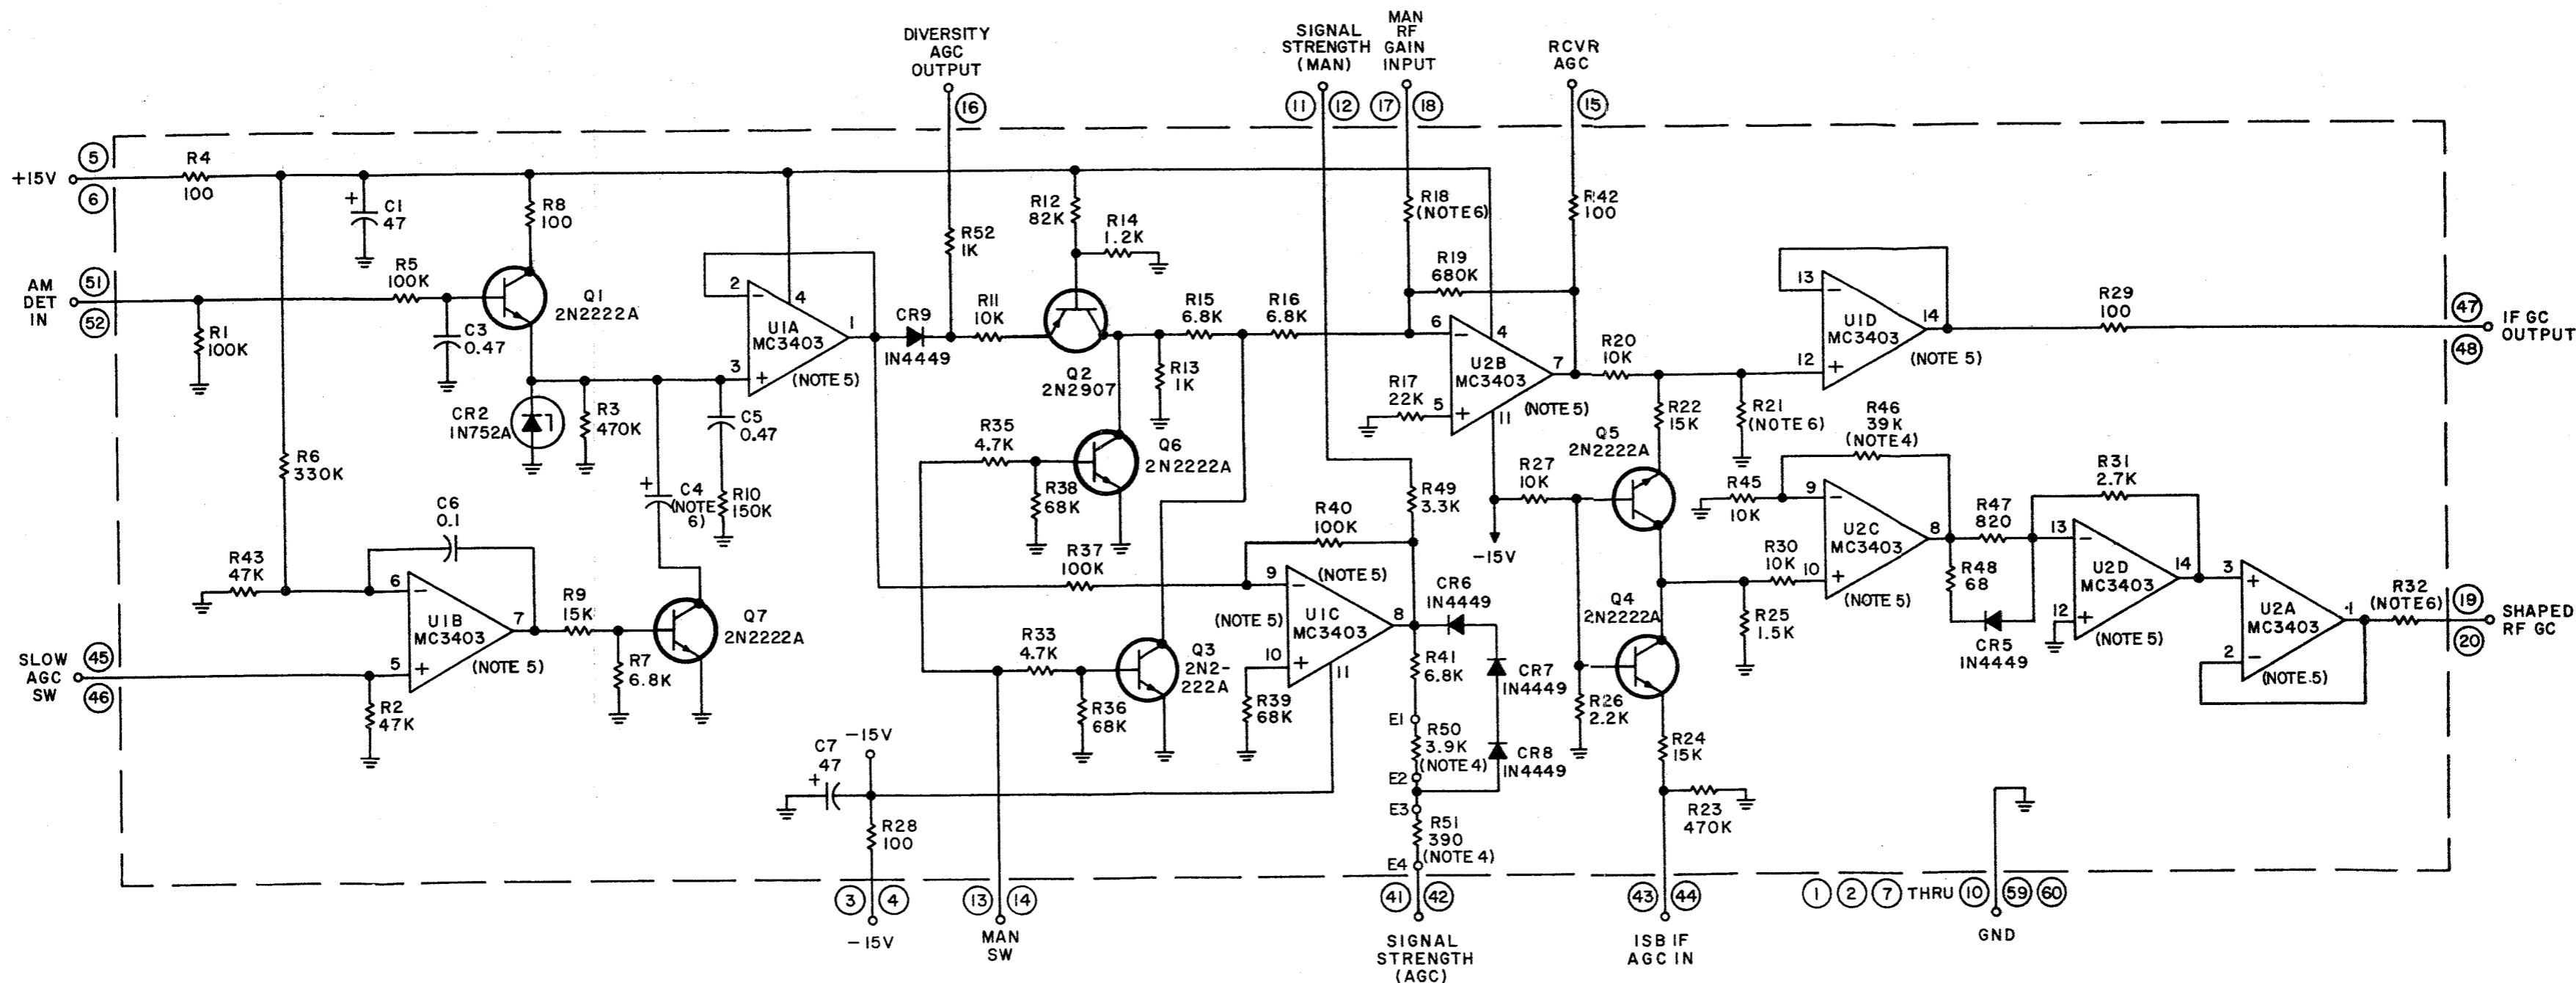 DIVERSITY
AGC
OUTPUT
16
SIGNAL
STRENGTH
(MAN)
11 12
MAN
RF
GAIN
INPUT
17 18
RCVR
AGC
15
+15V
5
6
R4
100
C1
47
+
R8
100
R12
82K
R14
1.2K
R52
1K
R18
(NOTE 6)
R42
100
AM
DET
IN
51
52
R5
100K
Q1
2N2222A
R1
100K
C3
0.47
2
4
U1A
MC3403
1
3
(NOTE 5)
CR9
1N4449
R11
10K
Q2
2N2907
R15
6.8K
R16
6.8K
R13
1K
R19
680K
6
4
U2B
MC3403
7
5
11
(NOTE 5)
R17
22K
R20
10K
13
U1D
MC3403
14
12
(NOTE 5)
R29
100
47
48
IF GC
OUTPUT
CR2
1N752A
R3
470K
C5
0.47
R22
15K
R21
(NOTE 6)
R46
39K
(NOTE 4)
R6
330K
C4
(NOTE
6)
+
R10
150K
R35
4.7K
Q6
2N2222A
R38
68K
R49
3.3K
R27
10K
-15V
Q5
2N2222A
R45
10K
9
U2C
MC3403
8
10
(NOTE 5)
R47
820
R31
2.7K
R48
68
CR5
1N4449
13
U2D
MC3403
14
12
(NOTE 5)
3
U2A
MC3403
1
2
(NOTE 5)
R32
(NOTE 6)
19
20
SHAPED
RF GC
C6
0.1
R43
47K
6
U1B
MC3403
7
5
(NOTE 5)
R9
15K
Q7
2N2222A
R7
6.8K
SLOW
AGC
SW
45
46
R2
47K
R37
100K
R40
100K
9
(NOTE 5)
U1C
MC3403
8
10
11
(NOTE 5)
CR6
1N4449
R33
4.7K
Q3
2N2-
222A
R36
68K
R39
68K
R41
6.8K
CR7
1N4449
E1
R50
3.9K
(NOTE 4)
CR8
1N4449
E2
E3
R51
390
(NOTE 4)
E4
Q4
2N2222A
R30
10K
R25
1.5K
R26
2.2K
R24
15K
R23
470K
C7
47
+
-15V
R28
100
3 4
-15V
13 14
MAN
SW
41 42
SIGNAL
STRENGTH
(AGC)
43 44
ISB IF
AGC IN
1 2 7 THRU 10 59 60
GND